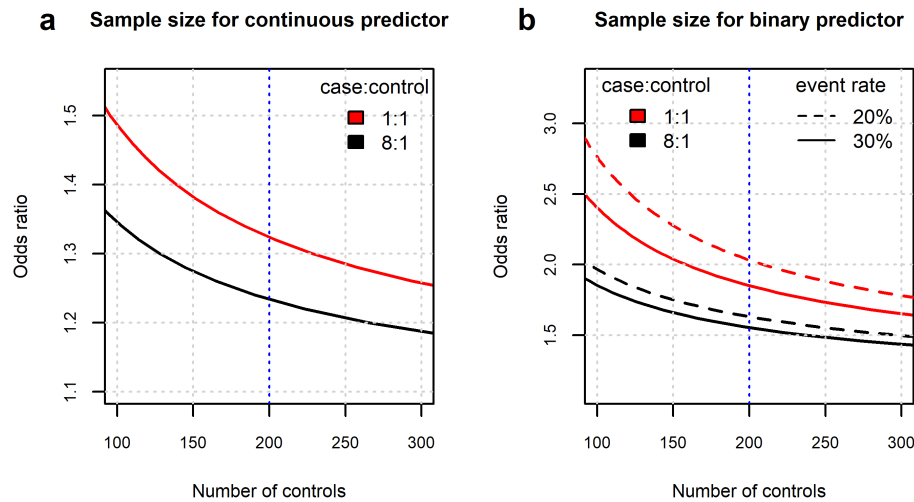 a Sample size for continuous predictor
case:control
1:1
8:1
Odds ratio
1.5
1.4
1.3
1.2
1.1
100 150 200 250 300
Number of controls
b Sample size for binary predictor
case:control event rate
1:1 20%
8:1 30%
Odds ratio
3.0
2.5
2.0
1.5
100 150 200 250 300
Number of controls